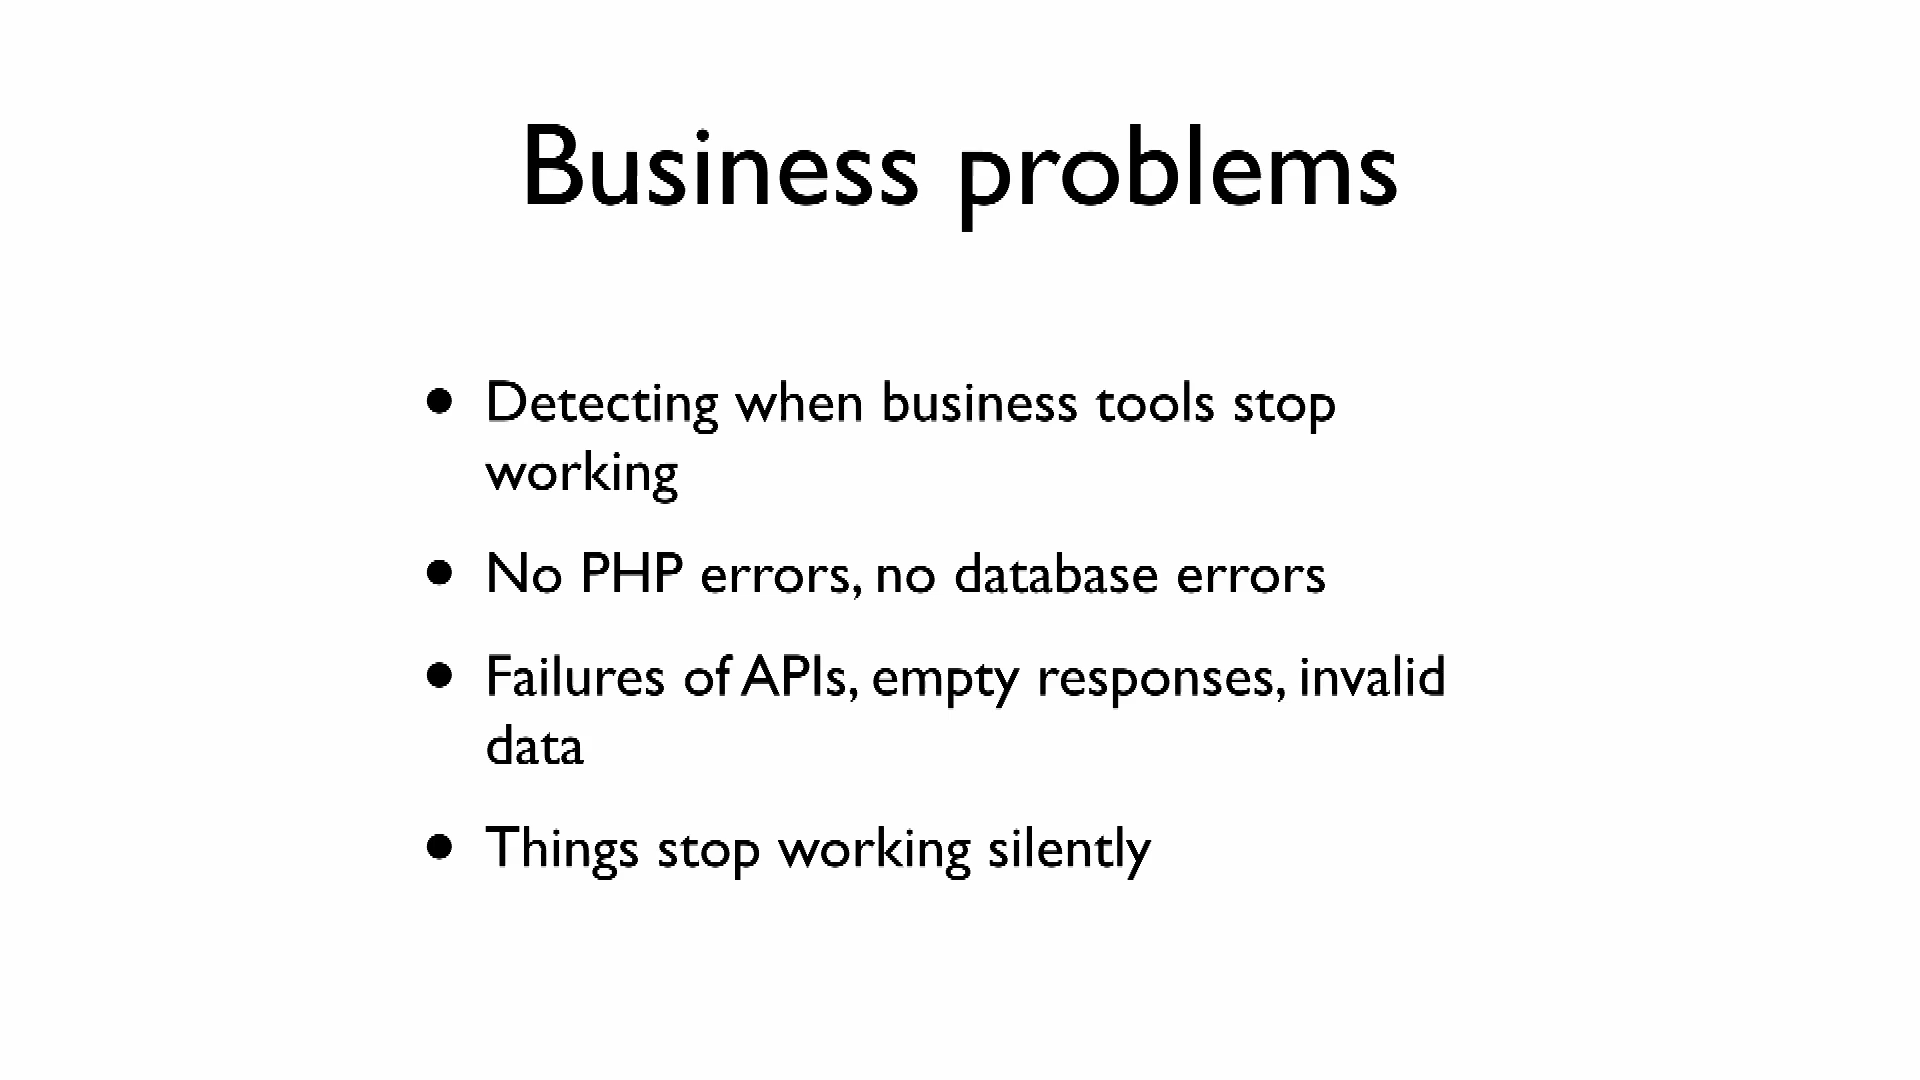 Business problems
• Detecting when business tools stop
working
• No PHP errors, no database errors
• Failures of APIs, empty responses, invalid
data
• Things stop working silently